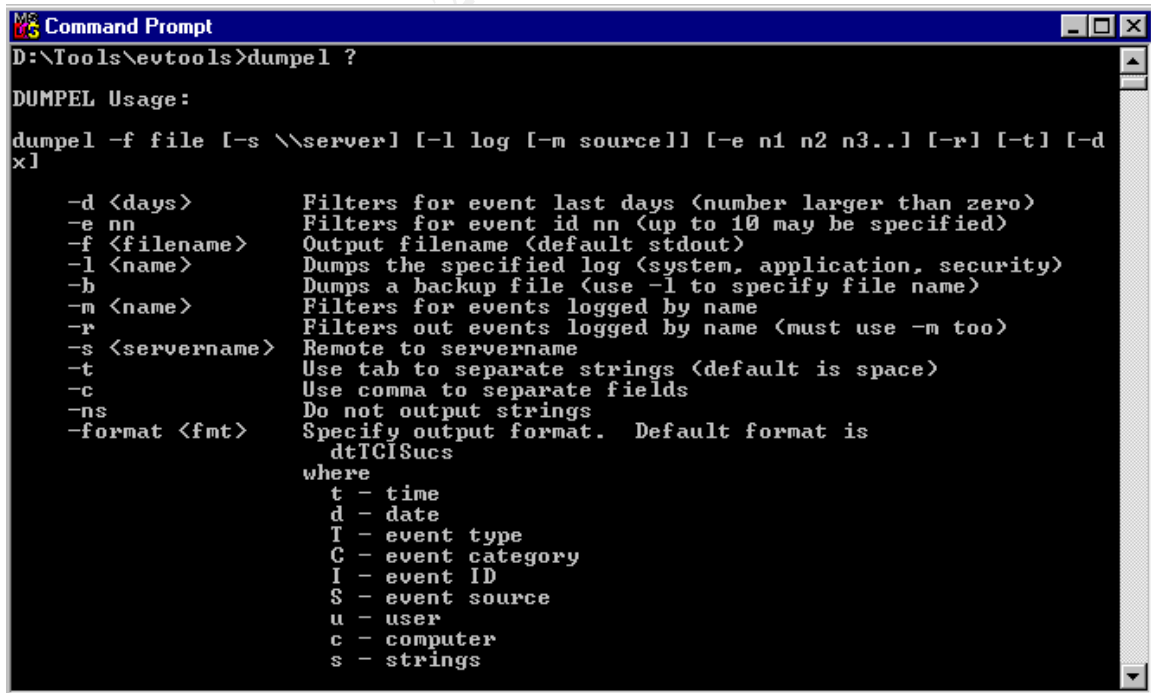 Command Prompt
D:\Tools\evtools>dumpel ?
DUMPEL Usage:
dumpel -f file [-s \\server] [-l log [-m source]] [-e n1 n2 n3..] [-r] [-t] [-d
x]
-d <days> Filters for event last days (number larger than zero)
-e nn Filters for event id nn (up to 10 may be specified)
-f <filename> Output filename (default stdout)
-l <name> Dumps the specified log (system, application, security)
-b Dumps a backup file (use -l to specify file name)
-m <name> Filters for events logged by name
-r Filters out events logged by name (must use -m too)
-s <servername> Remote to servername
-t Use tab to separate strings (default is space)
-c Use comma to separate fields
-ns Do not output strings
-format <fmt> Specify output format. Default format is
dtTCISucs
where
t - time
d - date
T - event type
C - event category
I - event ID
S - event source
u - user
c - computer
s - strings